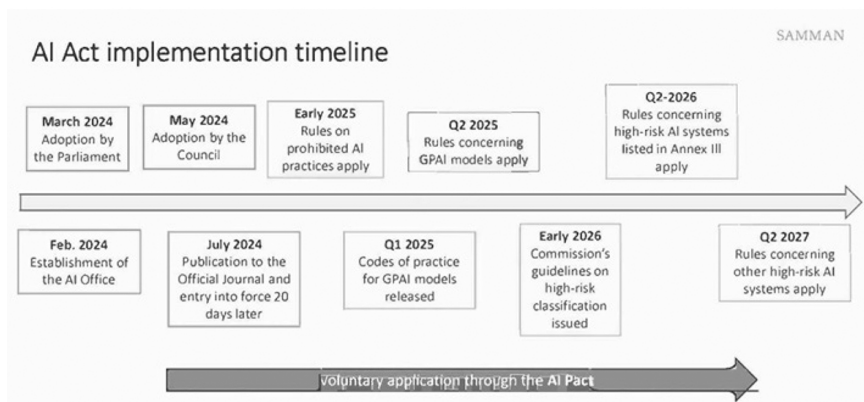 SAMMAN
AI Act implementation timeline
March 2024
Adoption by
the Parliament
May 2024
Adoption by the
Council
Early 2025
Rules on
prohibited AI
practices apply
Q2 2025
Rules concerning
GPAI models apply
Q2-2026
Rules concerning
high-risk AI systems
listed in Annex III
apply
Feb. 2024
Establishment of
the AI Office
July 2024
Publication to the
Official Journal and
entry into force 20
days later
Q1 2025
Codes of practice
for GPAI models
released
Early 2026
Commission's
guidelines on
high-risk
classification
issued
Q2 2027
Rules concerning
other high-risk AI
systems apply
Voluntary application through the AI Pact